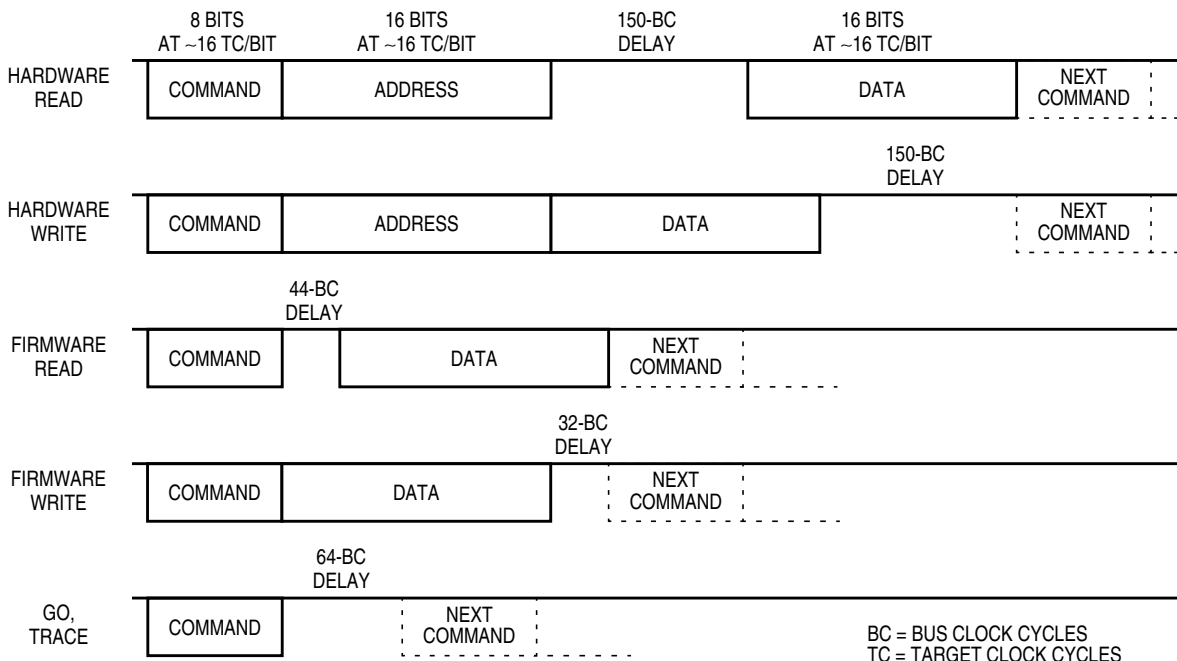 8 BITS
AT ~16 TC/BIT
16 BITS
AT ~16 TC/BIT
150-BC
DELAY
16 BITS
AT ~16 TC/BIT
HARDWARE
READ
COMMAND
ADDRESS
DATA
NEXT
COMMAND
150-BC
DELAY
HARDWARE
WRITE
COMMAND
ADDRESS
DATA
NEXT
COMMAND
44-BC
DELAY
FIRMWARE
READ
COMMAND
DATA
NEXT
COMMAND
32-BC
DELAY
FIRMWARE
WRITE
COMMAND
DATA
NEXT
COMMAND
64-BC
DELAY
GO,
TRACE
COMMAND
NEXT
COMMAND
BC = BUS CLOCK CYCLES
TC = TARGET CLOCK CYCLES